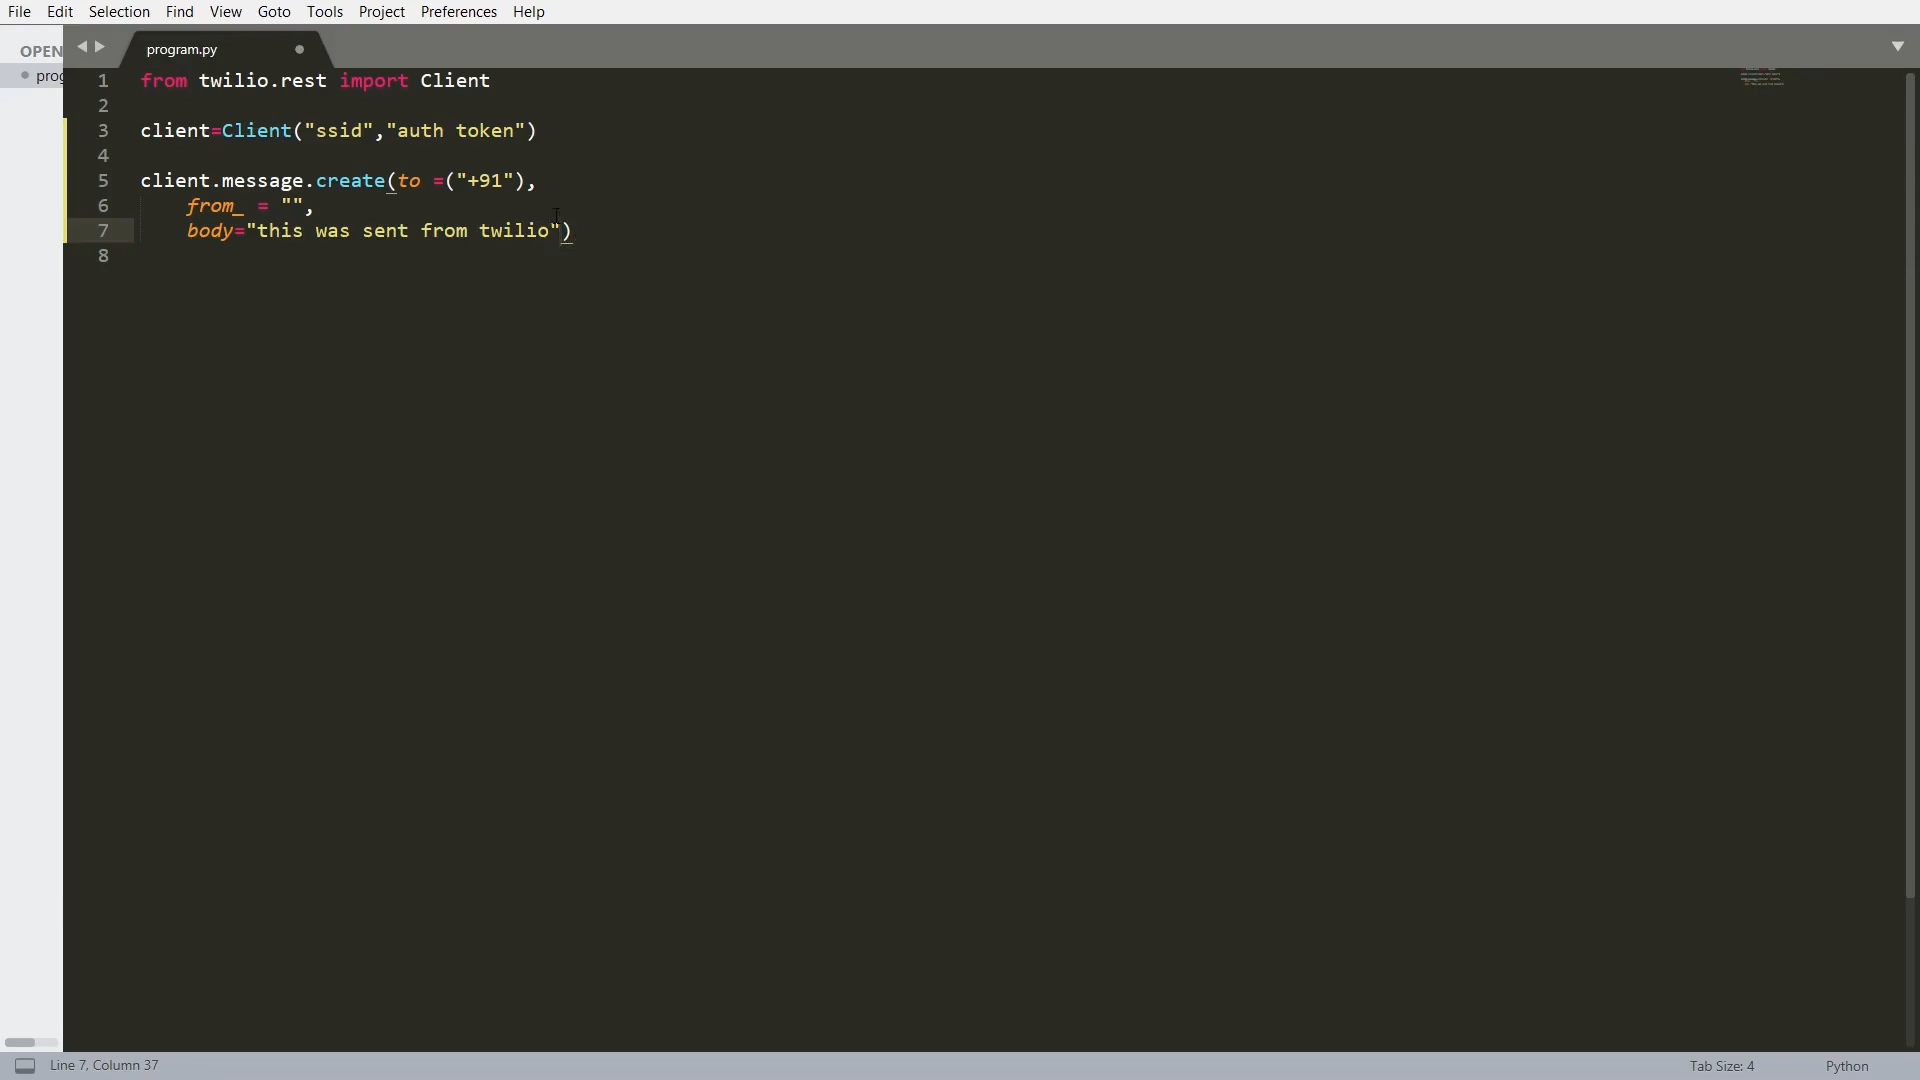 File Edit Selection Find View Goto Tools Project Preferences Help
OPEN
prog
program.py
1 from twilio.rest import Client
2
3 client=Client("ssid","auth token")
4
5 client.message.create(to =("+91"),
6     from_ = "",
7     body="this was sent from twilio")
8
Line 7, Column 37
Tab Size: 4
Python